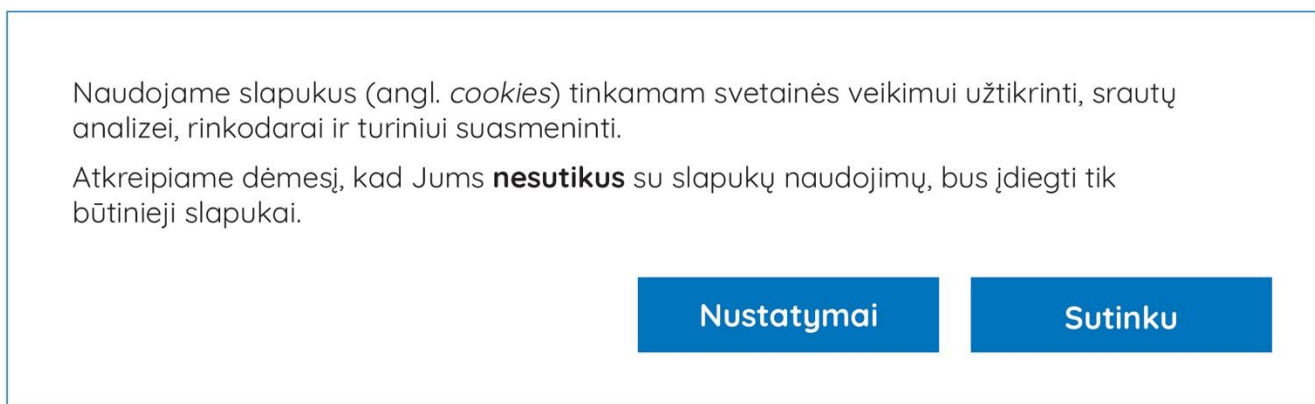 Naudojame slapukus (angl. cookies) tinkamam svetainės veikimui užtikrinti, srautų
analizei, rinkodarai ir turiniui suasmeninti.
Atkreipiame dėmesį, kad Jums nesutikus su slapukų naudojimų, bus įdiegti tik
būtinieji slapukai.
Nustatymai
Sutinku